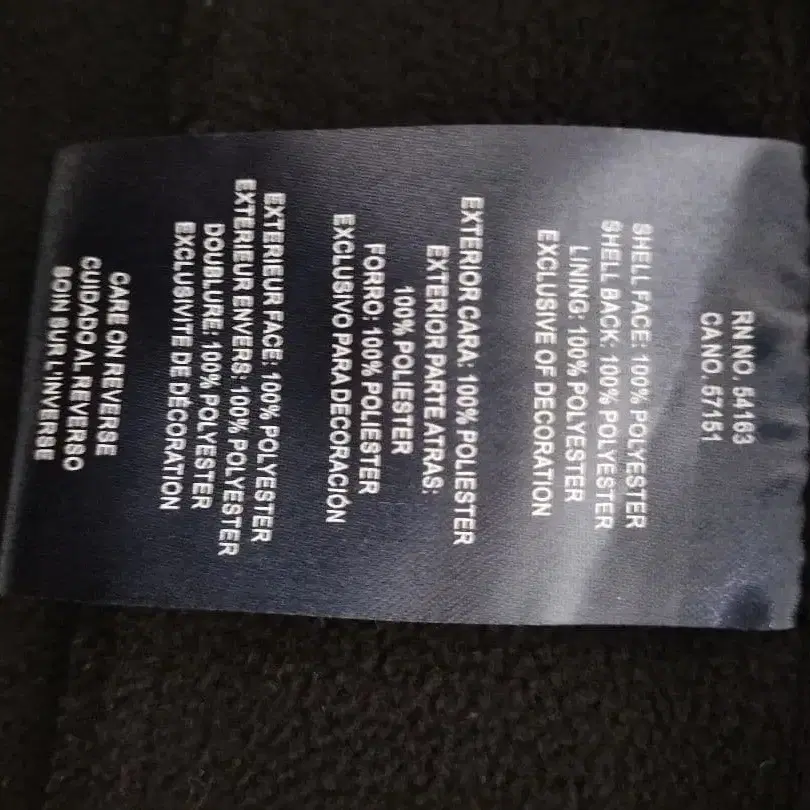 RN NO. 54163
CA NO. 57151
SHELL FACE: 100% POLYESTER
SHELL BACK: 100% POLYESTER
LINING: 100% POLYESTER
EXCLUSIVE OF DECORATION
EXTERIOR CARA: 100% POLIESTER
EXTERIOR PARTE ATRAS:
100% POLIESTER
FORRO: 100% POLIESTER
EXCLUSIVO PARA DECORACIÓN
EXTERIEUR FACE: 100% POLYESTER
EXTERIEUR ENVERS: 100% POLYESTER
DOUBLURE: 100% POLYESTER
EXCLUSIVITE DE DÉCORATION
CARE ON REVERSE
CUIDADO AL REVERSO
SOIN SUR L'INVERSE